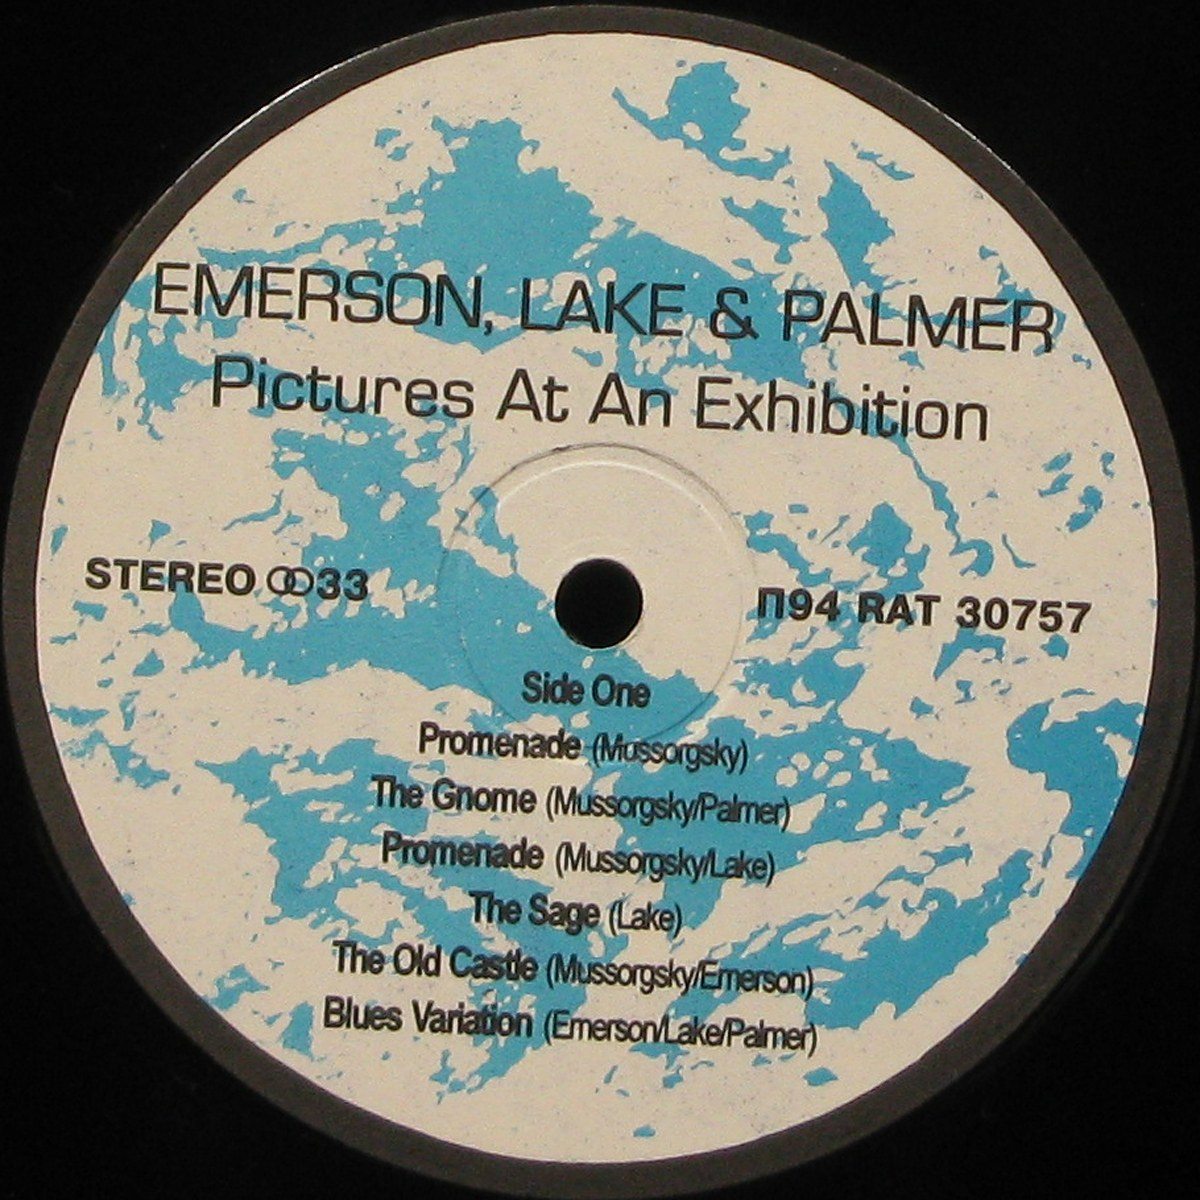 EMERSON, LAKE & PALMER
Pictures At An Exhibition
STEREO 33
П94 RAT 30757
Side One
Promenade (Mussorgsky)
The Gnome (Mussorgsky/Palmer)
Promenade (Mussorgsky/Lake)
The Sage (Lake)
The Old Castle (Mussorgsky/Emerson)
Blues Variation (Emerson/Lake/Palmer)